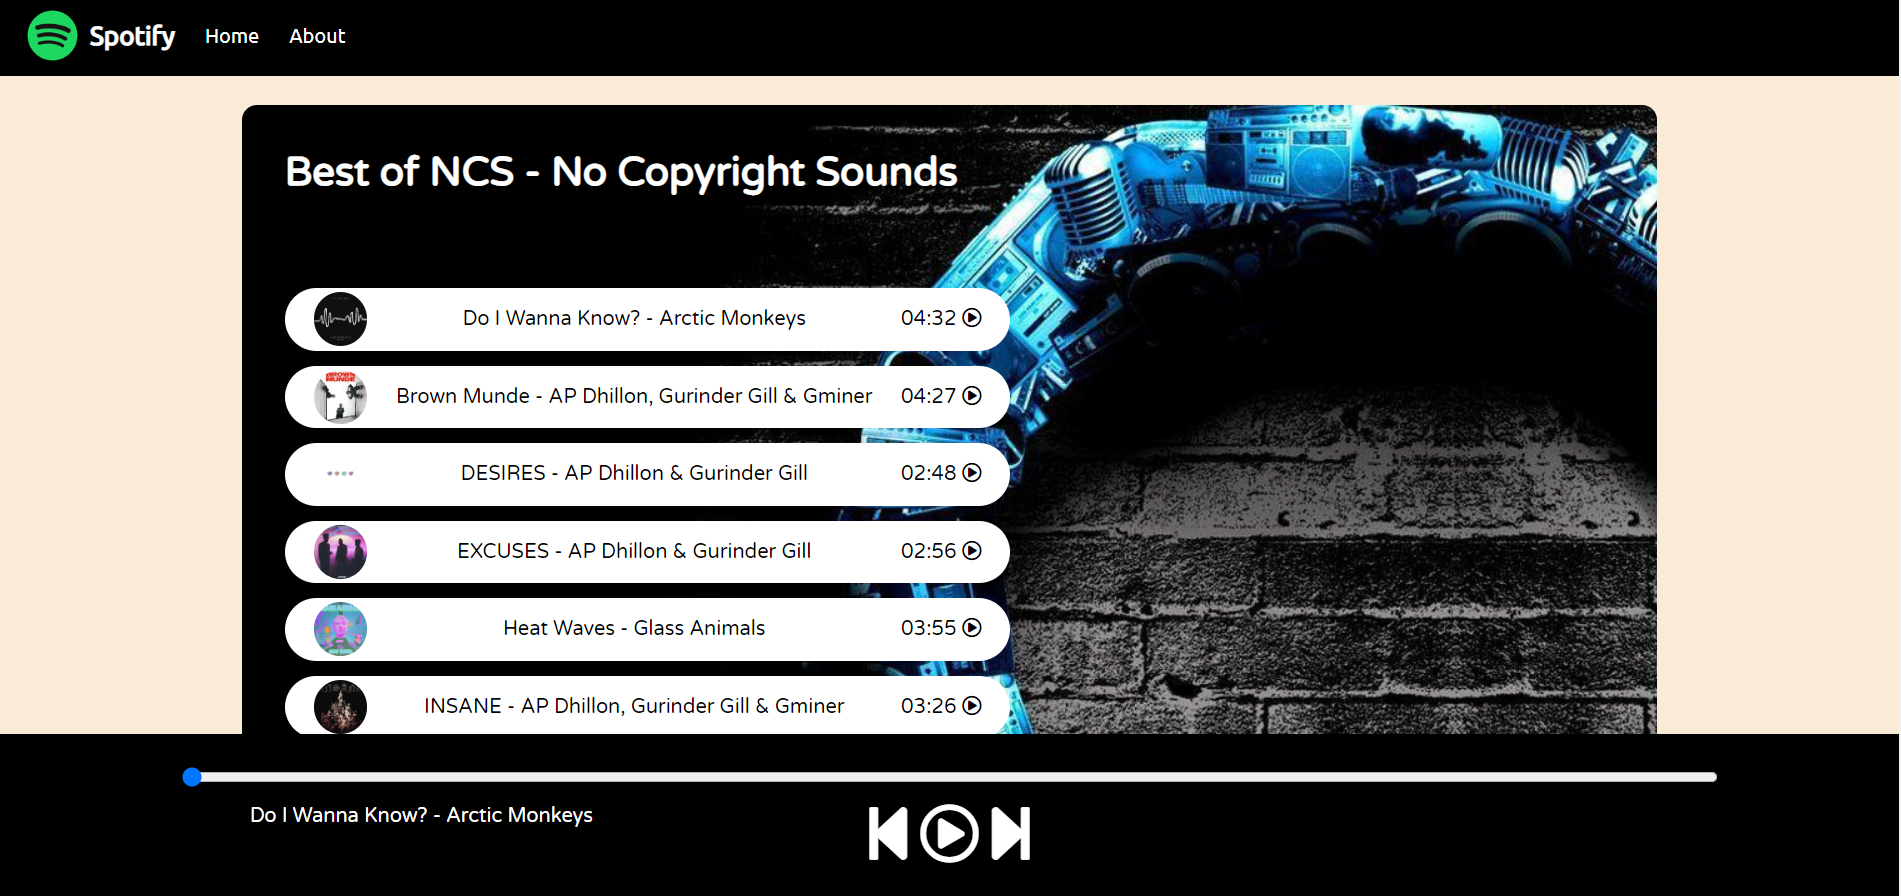 Spotify Home About
Best of NCS - No Copyright Sounds
Do I Wanna Know? - Arctic Monkeys 04:32
BROWN
MUNDE
Brown Munde - AP Dhillon, Gurinder Gill & Gminer 04:27
DESIRES - AP Dhillon & Gurinder Gill 02:48
EXCUSES - AP Dhillon & Gurinder Gill 02:56
Heat Waves - Glass Animals 03:55
INSANE - AP Dhillon, Gurinder Gill & Gminer 03:26
Do I Wanna Know? - Arctic Monkeys